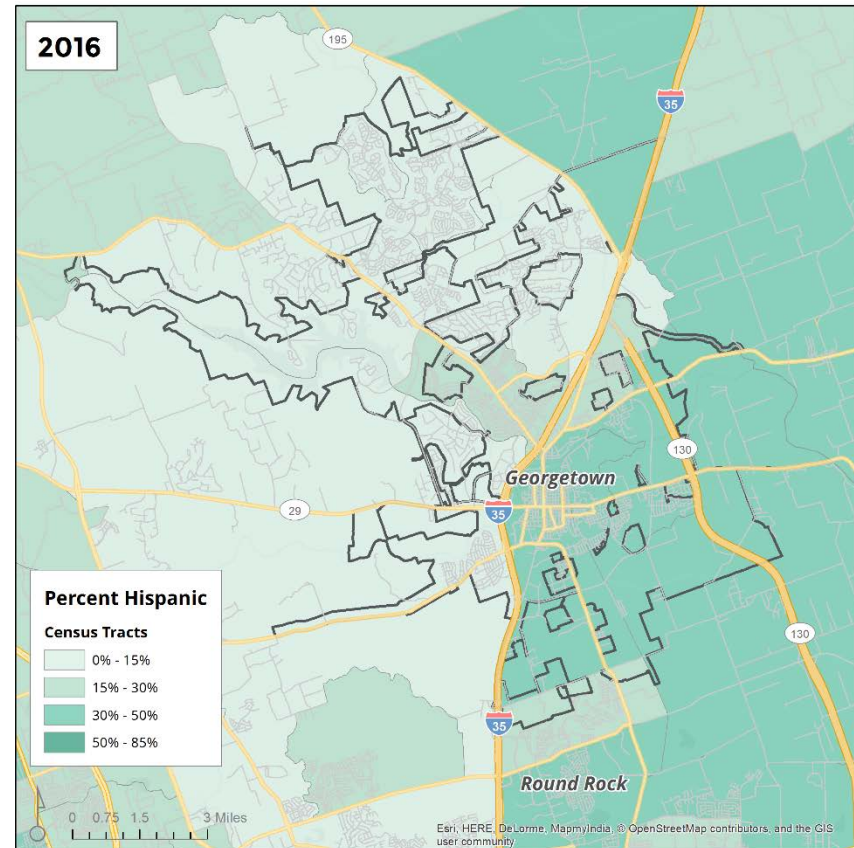 2016
195
35
130
Georgetown
29
35
Percent Hispanic
Census Tracts
0% - 15%
15% - 30%
30% - 50%
50% - 85%
130
35
Round Rock
0 0.75 1.5 3 Miles
Esri, HERE, DeLorme, MapmyIndia, © OpenStreetMap contributors, and the GIS
user community